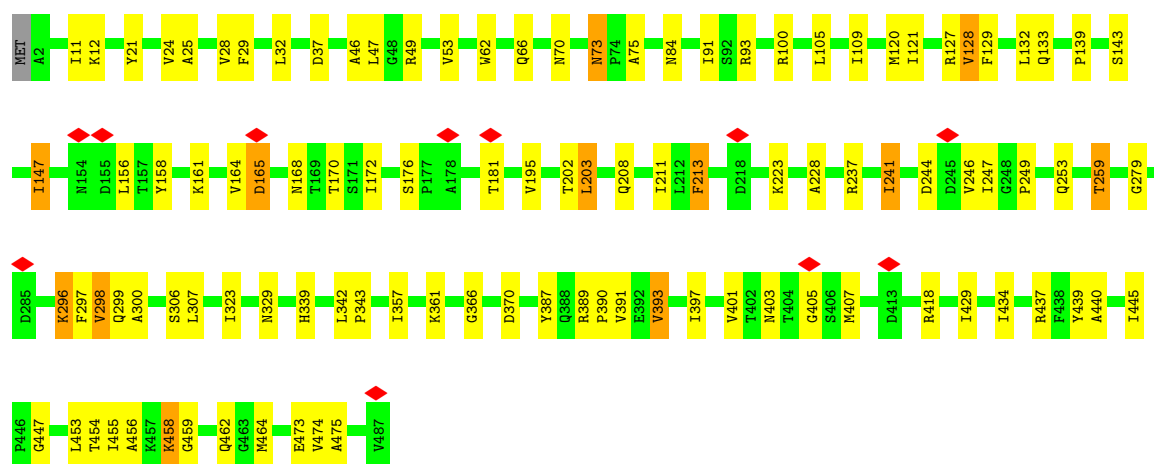 MET A2 I11 K12 Y21 V24 A25 V28 F29 L32 D37 A46 L47 G48 R49 V53 W62 Q66 N70 N73 P74 A75 N84 I91 S92 R93 R100 L105 I109 M120 I121 R127 V128 F129 L132 Q133 P139 S143
I147 N154 D155 L156 T157 Y158 K161 V164 D165 N168 T169 T170 S171 I172 S176 P177 A178 T181 V195 T202 L203 Q208 I211 L212 F213 D218 K223 A228 R237 I241 D244 D245 V246 I247 G248 P249 Q253 T259 G279
D285 K296 F297 V298 Q299 A300 S306 L307 I323 N329 H339 L342 P343 I357 K361 G366 D370 Y387 Q388 R389 P390 V391 E392 V393 I397 V401 T402 N403 T404 G405 S406 M407 D413 R418 I429 I434 R437 F438 Y439 A440 I445
P446 G447 L453 T454 I455 A456 K457 K458 G459 Q462 G463 M464 E473 V474 A475 V487